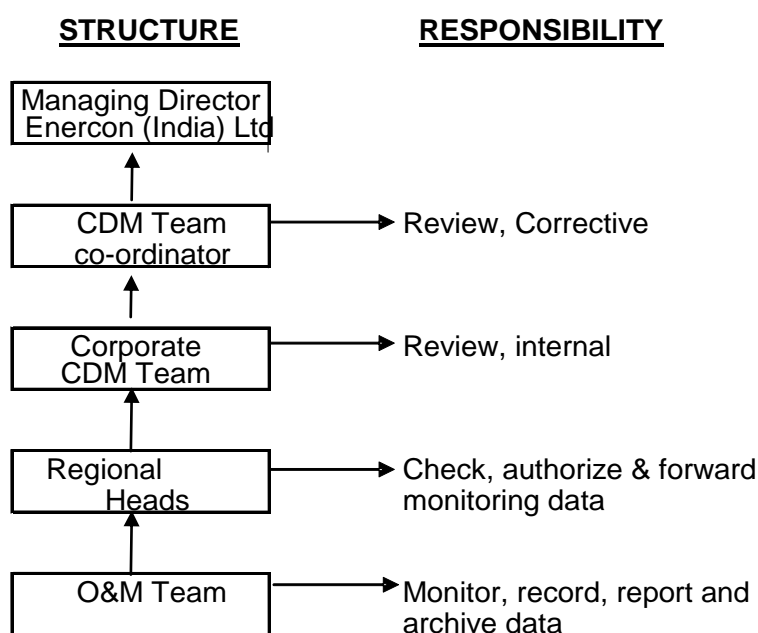 STRUCTURE RESPONSIBILITY
Managing Director
Enercon (India) Ltd
CDM Team
co-ordinator
Review, Corrective
Corporate
CDM Team
Review, internal
Regional
Heads
Check, authorize & forward
monitoring data
O&M Team
Monitor, record, report and
archive data